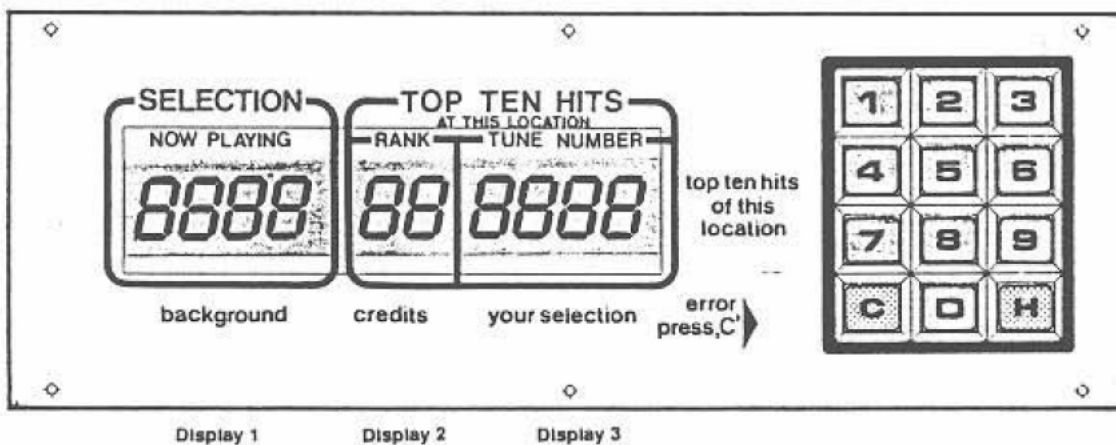 SELECTION
NOW PLAYING
8888
background
TOP TEN HITS
AT THIS LOCATION
RANK
TUNE NUMBER
88
8888
credits
your selection
top ten hits
of this
location
error
press‚C'
1 2 3
4 5 6
7 8 9
C 0 H
Display 1
Display 2
Display 3